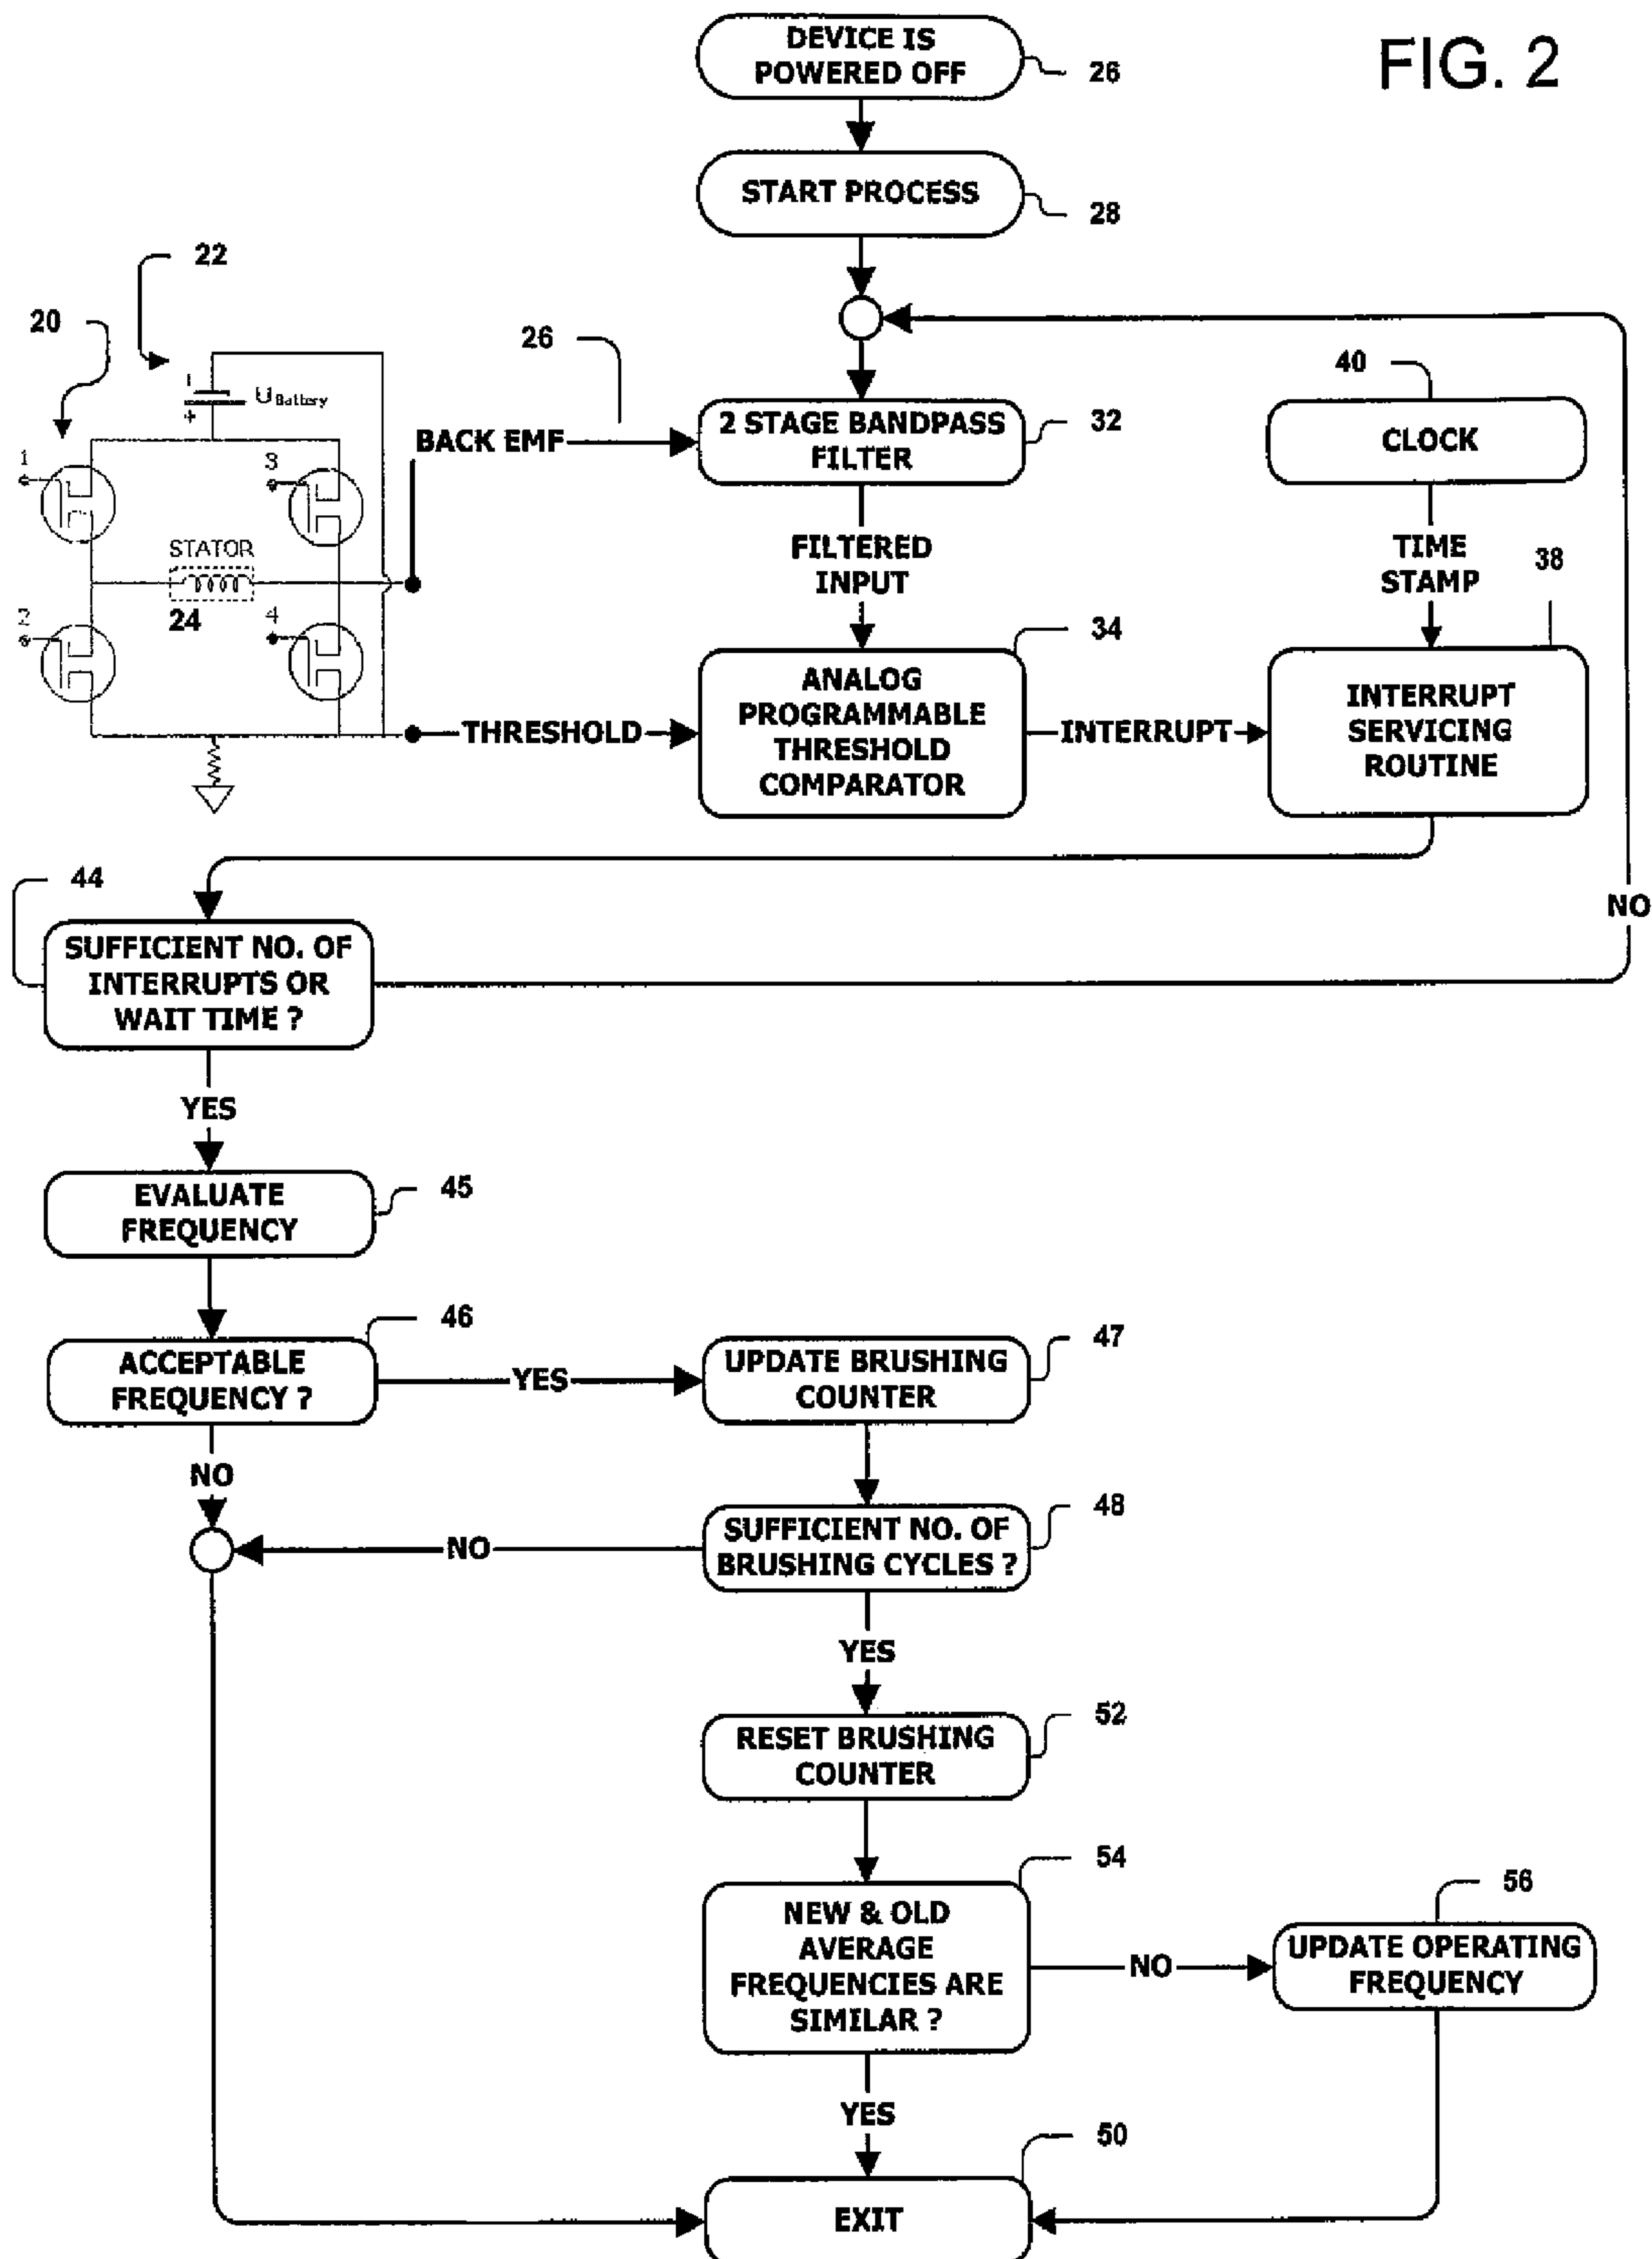 FIG. 2
DEVICE IS
POWERED OFF
26
START PROCESS
28
22
20
U Battery
+
1
3
STATOR
24
2
4
26
BACK EMF
2 STAGE BANDPASS
FILTER
32
40
CLOCK
FILTERED
INPUT
TIME
STAMP
38
34
THRESHOLD
ANALOG
PROGRAMMABLE
THRESHOLD
COMPARATOR
INTERRUPT
INTERRUPT
SERVICING
ROUTINE
44
NO
SUFFICIENT NO. OF
INTERRUPTS OR
WAIT TIME ?
YES
EVALUATE
FREQUENCY
45
46
ACCEPTABLE
FREQUENCY ?
YES
UPDATE BRUSHING
COUNTER
47
NO
SUFFICIENT NO. OF
BRUSHING CYCLES ?
48
NO
YES
RESET BRUSHING
COUNTER
52
54
NEW & OLD
AVERAGE
FREQUENCIES ARE
SIMILAR ?
NO
56
UPDATE OPERATING
FREQUENCY
YES
50
EXIT